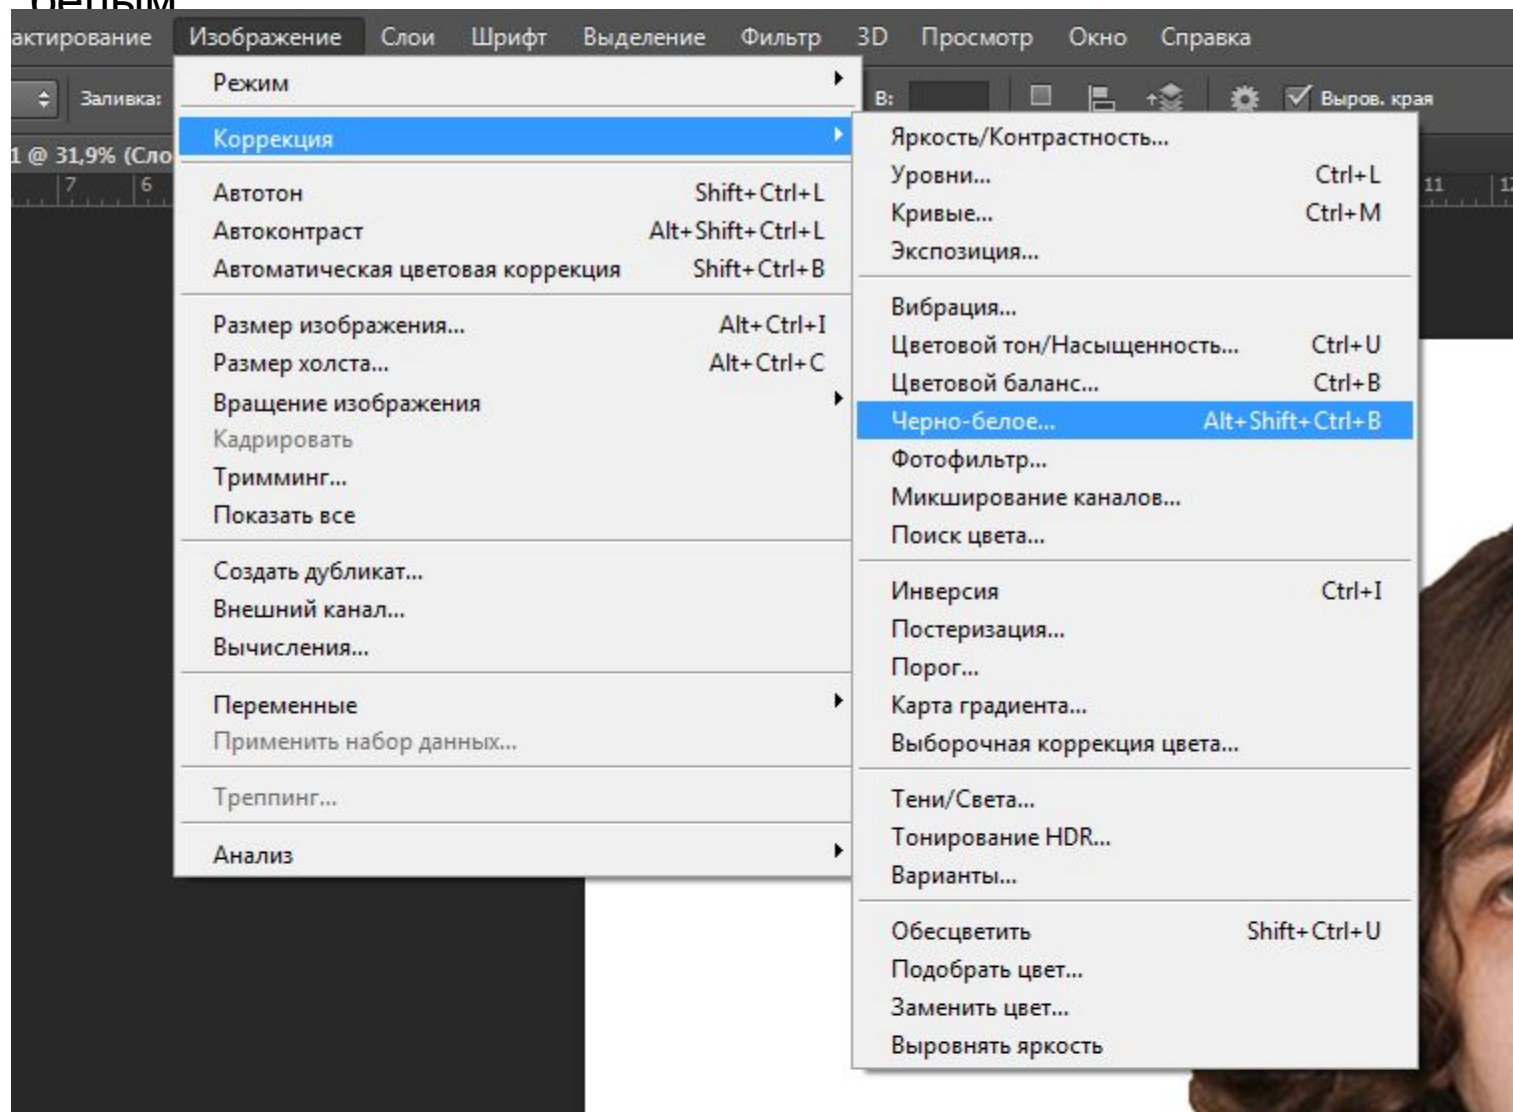 белым
актирование Изображение Слои Шрифт Выделение Фильтр 3D Просмотр Окно Справка
Заливка: В: Выров. края
1 @ 31,9% (Сло
7 6 11 12
Режим
Коррекция
Автотон Shift+Ctrl+L
Автоконтраст Alt+Shift+Ctrl+L
Автоматическая цветовая коррекция Shift+Ctrl+B
Размер изображения... Alt+Ctrl+I
Размер холста... Alt+Ctrl+C
Вращение изображения
Кадрировать
Тримминг...
Показать все
Создать дубликат...
Внешний канал...
Вычисления...
Переменные
Применить набор данных...
Треппинг...
Анализ
Яркость/Контрастность...
Уровни... Ctrl+L
Кривые... Ctrl+M
Экспозиция...
Вибрация...
Цветовой тон/Насыщенность... Ctrl+U
Цветовой баланс... Ctrl+B
Черно-белое... Alt+Shift+Ctrl+B
Фотофильтр...
Микширование каналов...
Поиск цвета...
Инверсия Ctrl+I
Постеризация...
Порог...
Карта градиента...
Выборочная коррекция цвета...
Тени/Света...
Тонирование HDR...
Варианты...
Обесцветить Shift+Ctrl+U
Подобрать цвет...
Заменить цвет...
Выровнять яркость